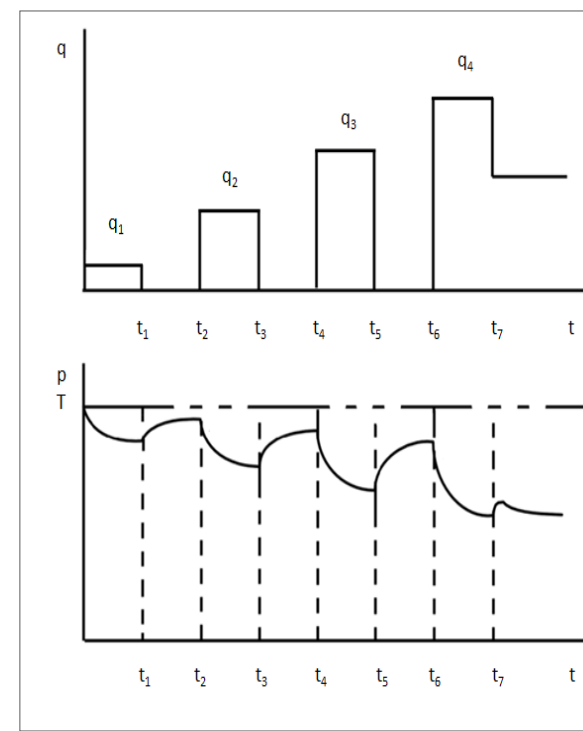 q
q₄
q₃
q₂
q₁
t₁ t₂ t₃ t₄ t₅ t₆ t₇ t
p
T
t₁ t₂ t₃ t₄ t₅ t₆ t₇ t